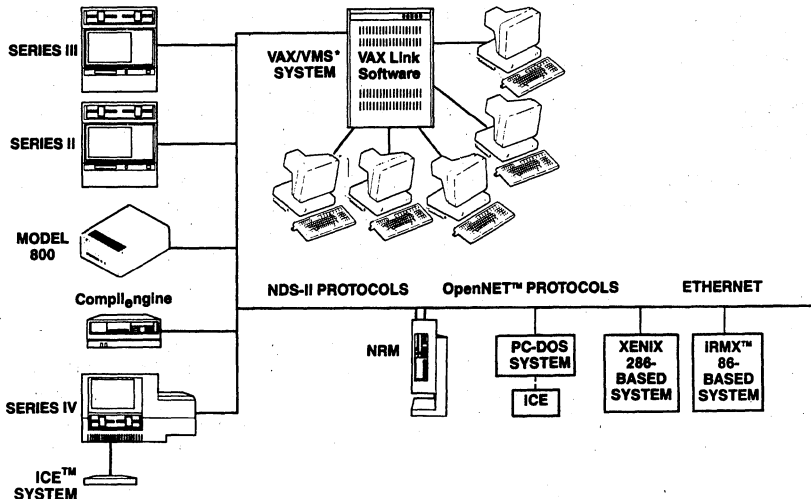 SERIES III
VAX/VMS*
SYSTEM
VAX Link
Software
SERIES II
MODEL
800
Compilengine
NDS-II PROTOCOLS
OpenNET™ PROTOCOLS
ETHERNET
NRM
PC-DOS
SYSTEM
ICE
XENIX
286-
BASED
SYSTEM
iRMX™
86-
BASED
SYSTEM
SERIES IV
ICE™
SYSTEM